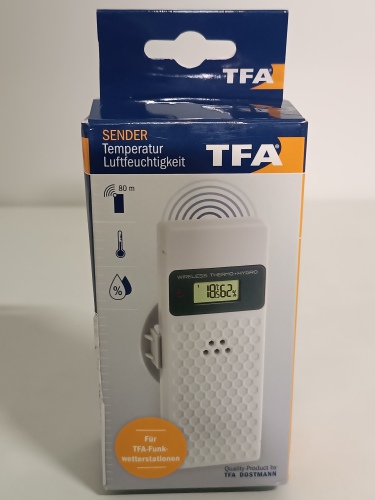 TFA
SENDER
Temperatur
Luftfeuchtigkeit
TFA
80 m
%
WIRELESS THERMO+HYGRO
Für
TFA-Funk-
wetterstationen
Quality Product by
TFA DOSTMANN